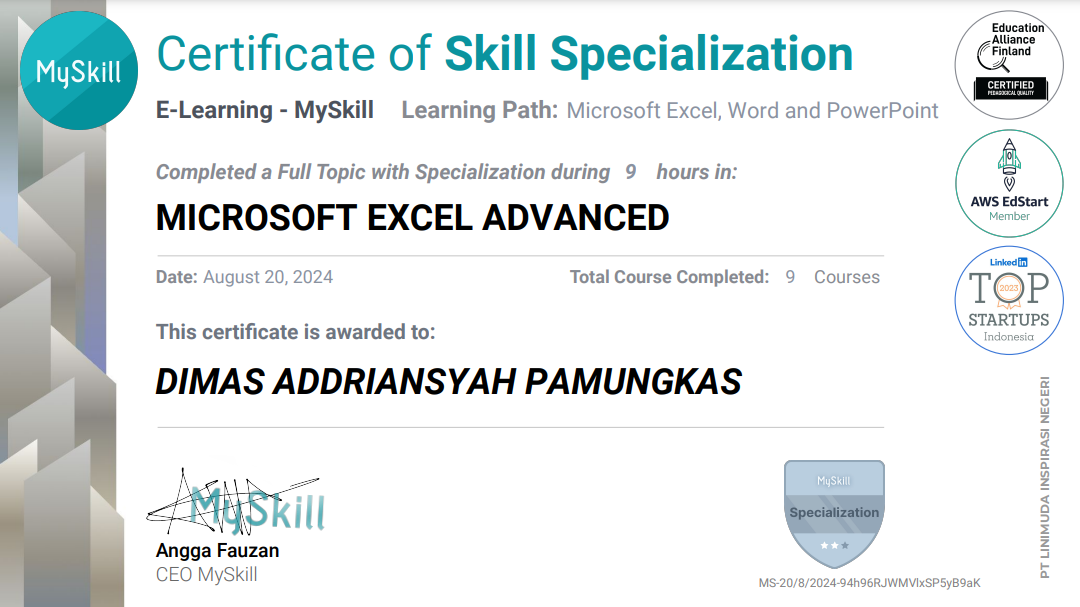 MySkill
Certificate of Skill Specialization
E-Learning - MySkill Learning Path: Microsoft Excel, Word and PowerPoint
Completed a Full Topic with Specialization during 9 hours in:
MICROSOFT EXCEL ADVANCED
Date: August 20, 2024 Total Course Completed: 9 Courses
This certificate is awarded to:
DIMAS ADDRIANSYAH PAMUNGKAS
MySkill
Angga Fauzan
CEO MySkill
MySkill
Specialization
MS-20/8/2024-94h96RJWMVlxSP5yB9aK
Education
Alliance
Finland
CERTIFIED
PEDAGOGICAL QUALITY
AWS EdStart
Member
Linked in
TOP
2023
STARTUPS
Indonesia
PT LINIMUDA INSPIRASI NEGERI